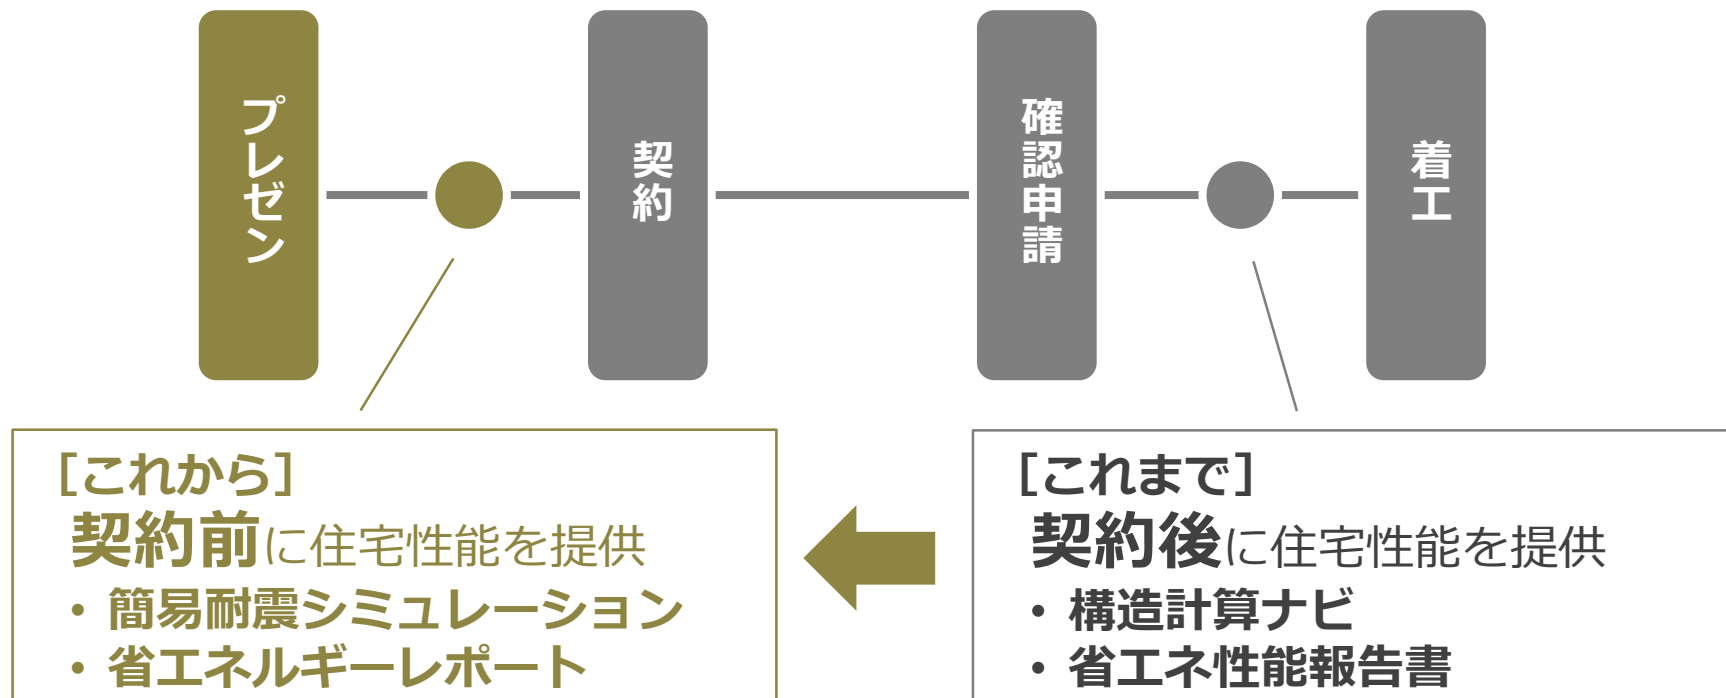 プレゼン
契約
確認申請
着工
［これから］
契約前に住宅性能を提供
・簡易耐震シミュレーション
・省エネルギーレポート
［これまで］
契約後に住宅性能を提供
・構造計算ナビ
・省エネ性能報告書